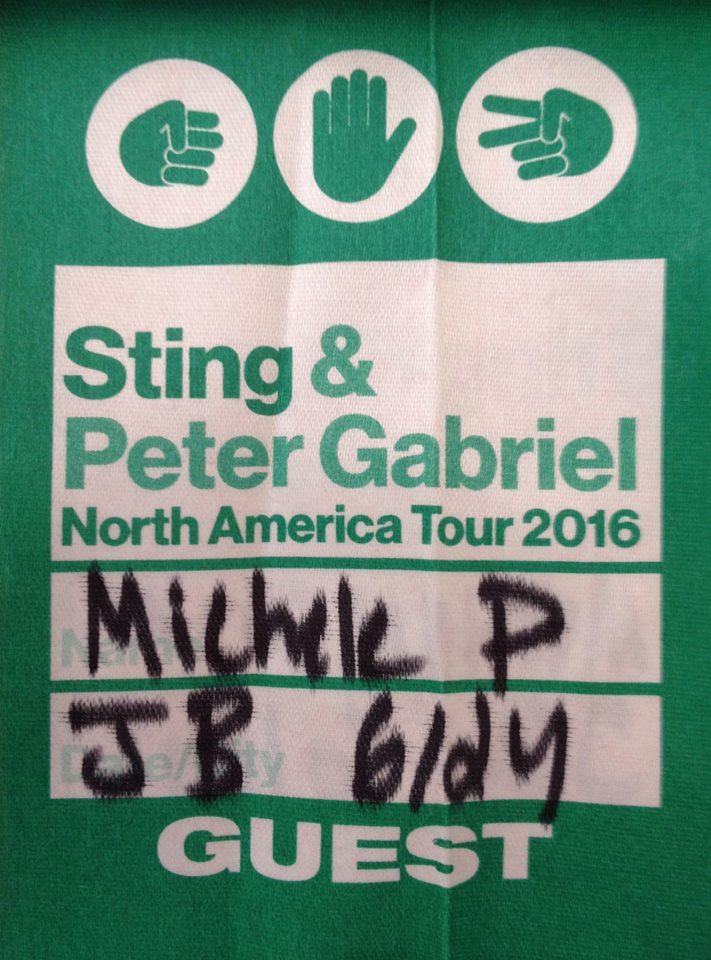 Sting &
Peter Gabriel
North America Tour 2016
Name Michele P
Date/City JB 6/24
GUEST